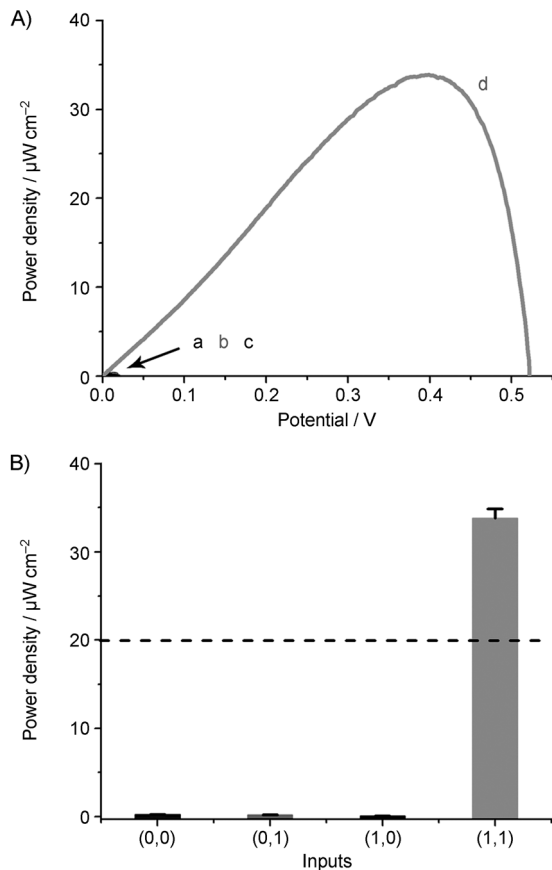 A)
40
30
20
10
0
Power density / µW cm⁻²
d
a b c
0.0 0.1 0.2 0.3 0.4 0.5
Potential / V
B)
40
30
20
10
0
Power density / µW cm⁻²
(0,0) (0,1) (1,0) (1,1)
Inputs